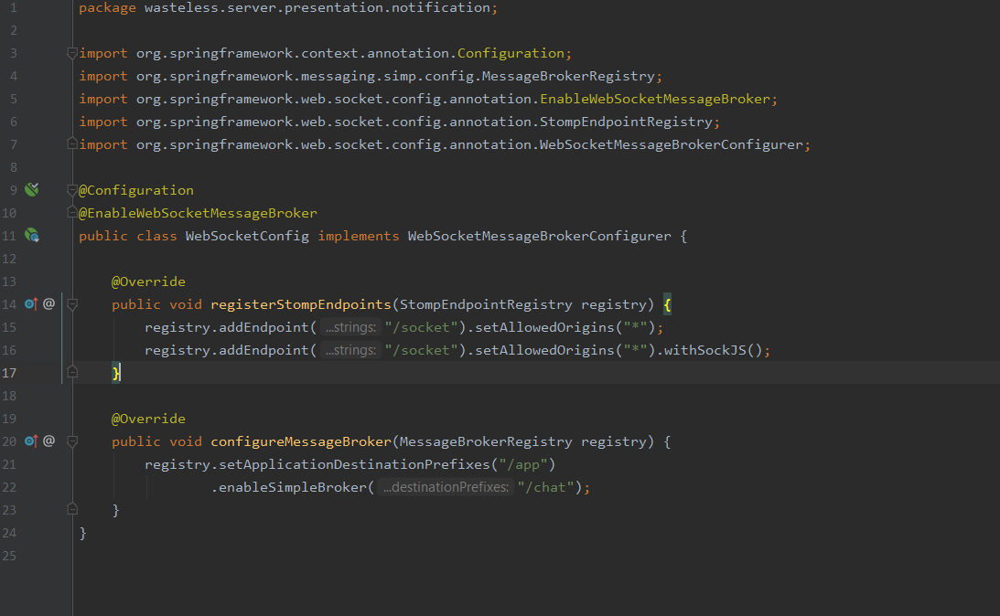 1 package wasteless.server.presentation.notification;
2
3 import org.springframework.context.annotation.Configuration;
4 import org.springframework.messaging.simp.config.MessageBrokerRegistry;
5 import org.springframework.web.socket.config.annotation.EnableWebSocketMessageBroker;
6 import org.springframework.web.socket.config.annotation.StompEndpointRegistry;
7 import org.springframework.web.socket.config.annotation.WebSocketMessageBrokerConfigurer;
8
9 @Configuration
10 @EnableWebSocketMessageBroker
11 public class WebSocketConfig implements WebSocketMessageBrokerConfigurer {
12
13 @Override
14 @ public void registerStompEndpoints(StompEndpointRegistry registry) {
15 registry.addEndpoint( ...strings: "/socket").setAllowedOrigins("*");
16 registry.addEndpoint( ...strings: "/socket").setAllowedOrigins("*").withSockJS();
17 }
18
19 @Override
20 @ public void configureMessageBroker(MessageBrokerRegistry registry) {
21 registry.setApplicationDestinationPrefixes("/app")
22 .enableSimpleBroker( ...destinationPrefixes: "/chat");
23 }
24 }
25